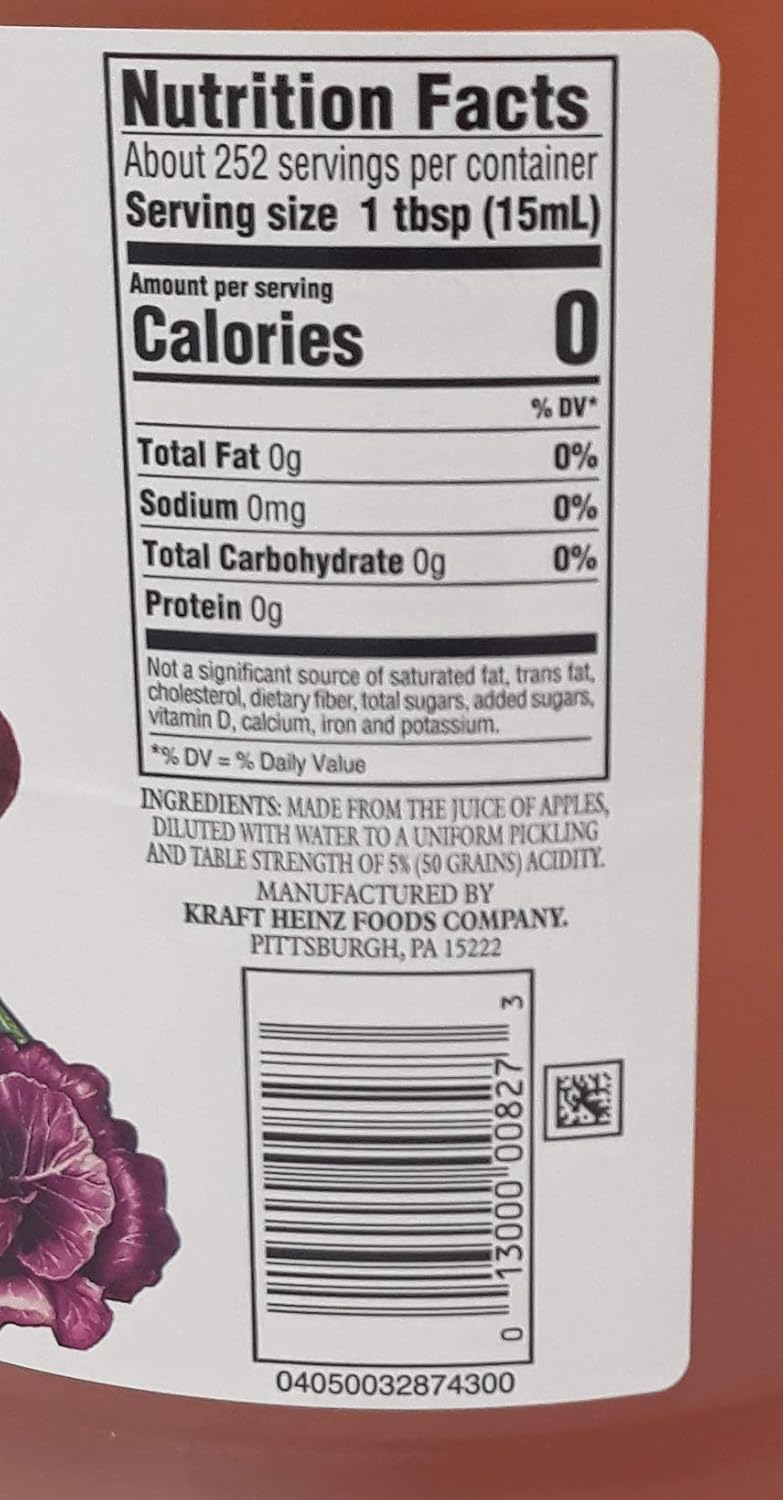 Nutrition Facts
About 252 servings per container
Serving size 1 tbsp (15mL)
Amount per serving
Calories 0
% DV*
Total Fat 0g 0%
Sodium 0mg 0%
Total Carbohydrate 0g 0%
Protein 0g
Not a significant source of saturated fat, trans fat,
cholesterol, dietary fiber, total sugars, added sugars,
vitamin D, calcium, iron and potassium.
*% DV = % Daily Value
INGREDIENTS: MADE FROM THE JUICE OF APPLES,
DILUTED WITH WATER TO A UNIFORM PICKLING
AND TABLE STRENGTH OF 5% (50 GRAINS) ACIDITY.
MANUFACTURED BY
KRAFT HEINZ FOODS COMPANY.
PITTSBURGH, PA 15222
0 13000 00827 3
04050032874300